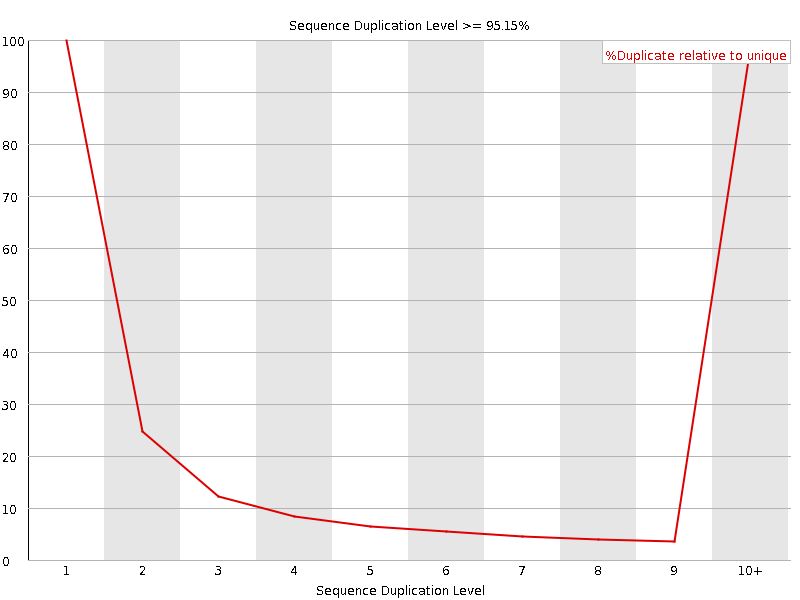 Sequence Duplication Level >= 95.15%
%Duplicate relative to unique
100
90
80
70
60
50
40
30
20
10
0
1 2 3 4 5 6 7 8 9 10+
Sequence Duplication Level